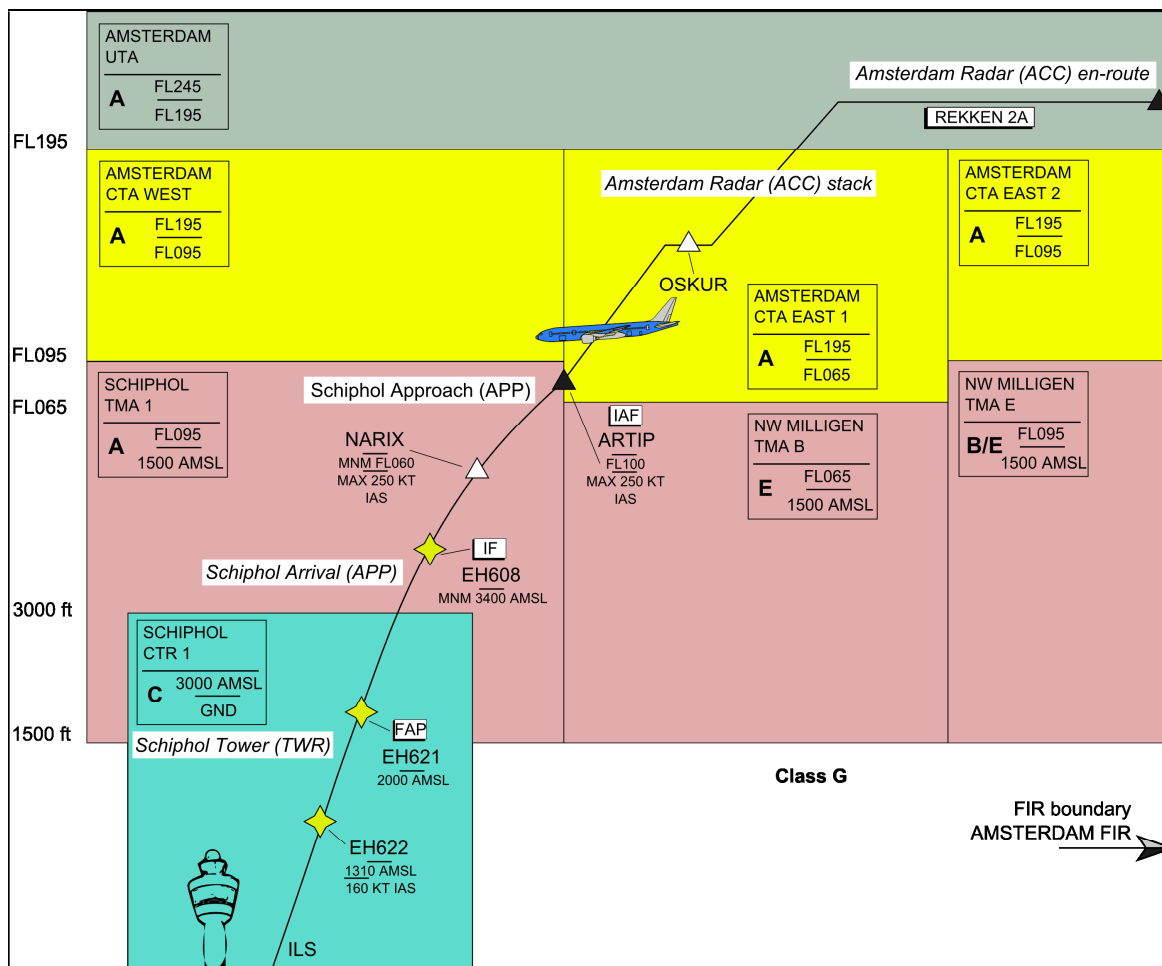 AMSTERDAM
UTA
A
FL245
FL195
Amsterdam Radar (ACC) en-route
REKKEN 2A
FL195
AMSTERDAM
CTA WEST
A
FL195
FL095
Amsterdam Radar (ACC) stack
AMSTERDAM
CTA EAST 2
A
FL195
FL095
OSKUR
AMSTERDAM
CTA EAST 1
A
FL195
FL065
FL095
FL065
SCHIPHOL
TMA 1
A
FL095
1500 AMSL
Schiphol Approach (APP)
NARIX
MNM FL060
MAX 250 KT
IAS
IAF
ARTIP
FL100
MAX 250 KT
IAS
NW MILLIGEN
TMA B
E
FL065
1500 AMSL
NW MILLIGEN
TMA E
B/E
FL095
1500 AMSL
IF
EH608
MNM 3400 AMSL
Schiphol Arrival (APP)
3000 ft
SCHIPHOL
CTR 1
C
3000 AMSL
GND
1500 ft
Schiphol Tower (TWR)
FAP
EH621
2000 AMSL
Class G
FIR boundary
AMSTERDAM FIR
EH622
1310 AMSL
160 KT IAS
ILS